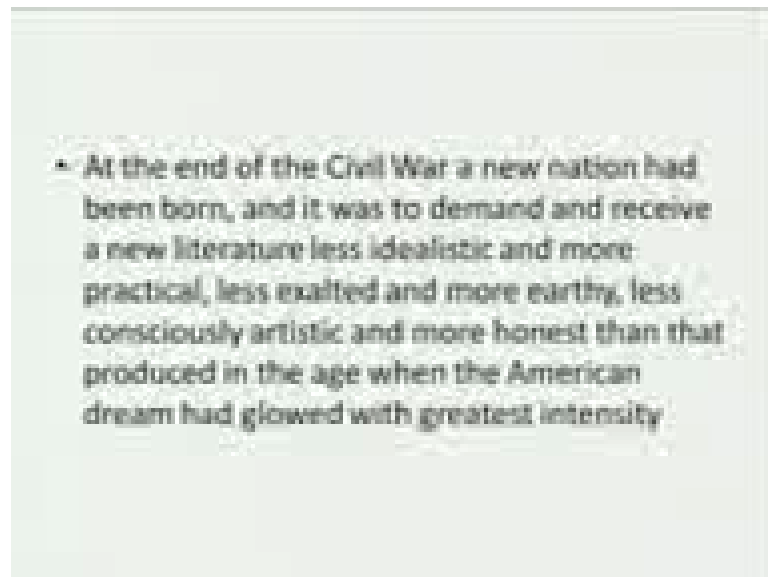 • At the end of the Civil War a new nation had
been born, and it was to demand and receive
a new literature less idealistic and more
practical, less exalted and more earthy, less
consciously artistic and more honest than that
produced in the age when the American
dream had glowed with greatest intensity